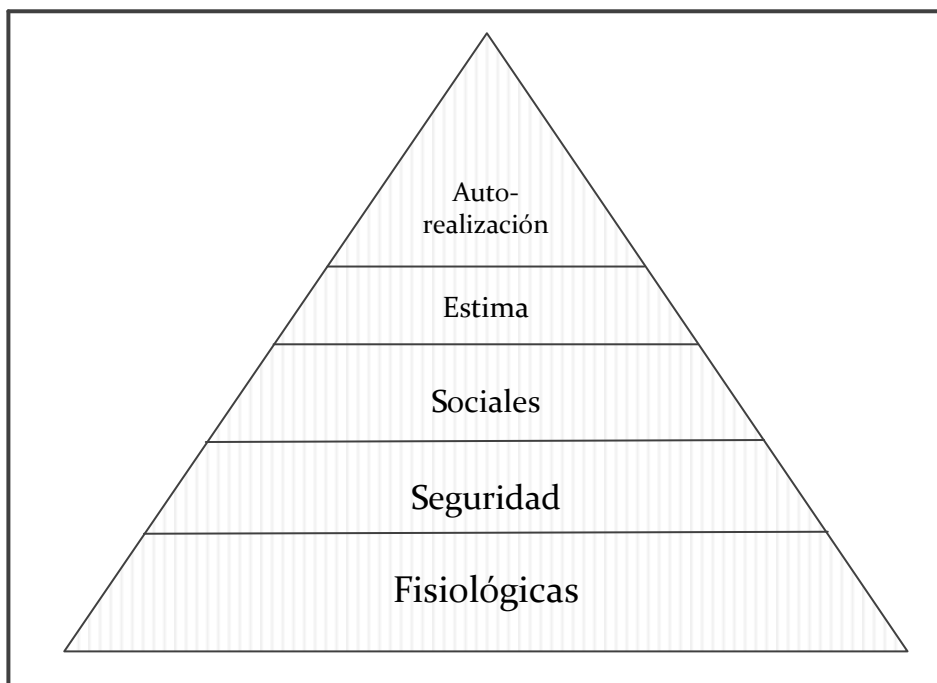 Auto-
realización
Estima
Sociales
Seguridad
Fisiológicas